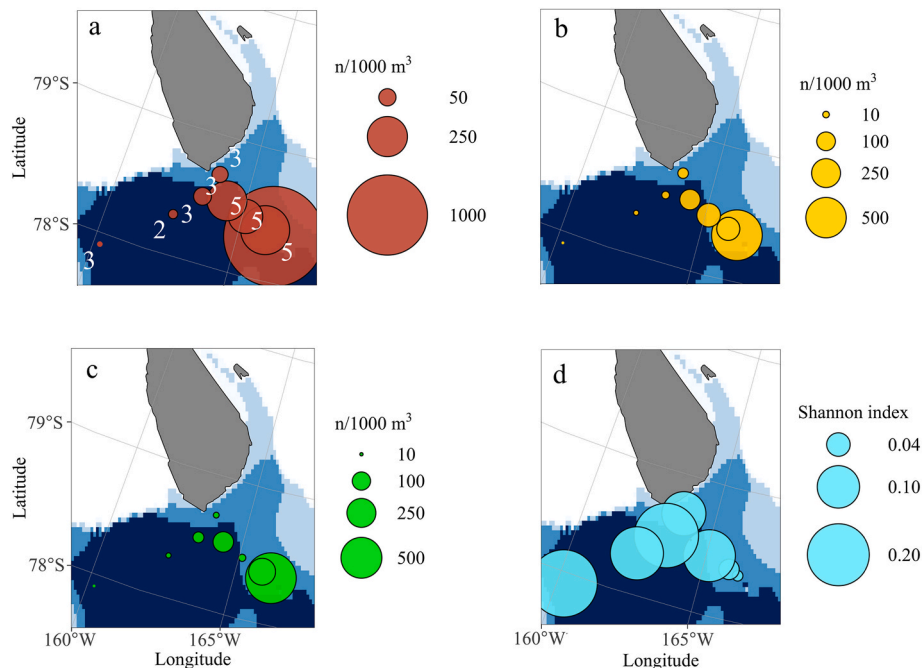 a
n/1000 m³
50
250
1000
79°S
78°S
Latitude
3
3
5
5
5
2
3
3
b
n/1000 m³
10
100
250
500
c
n/1000 m³
10
100
250
500
79°S
78°S
Latitude
160°W
165°W
Longitude
d
Shannon index
0.04
0.10
0.20
160°W
165°W
Longitude